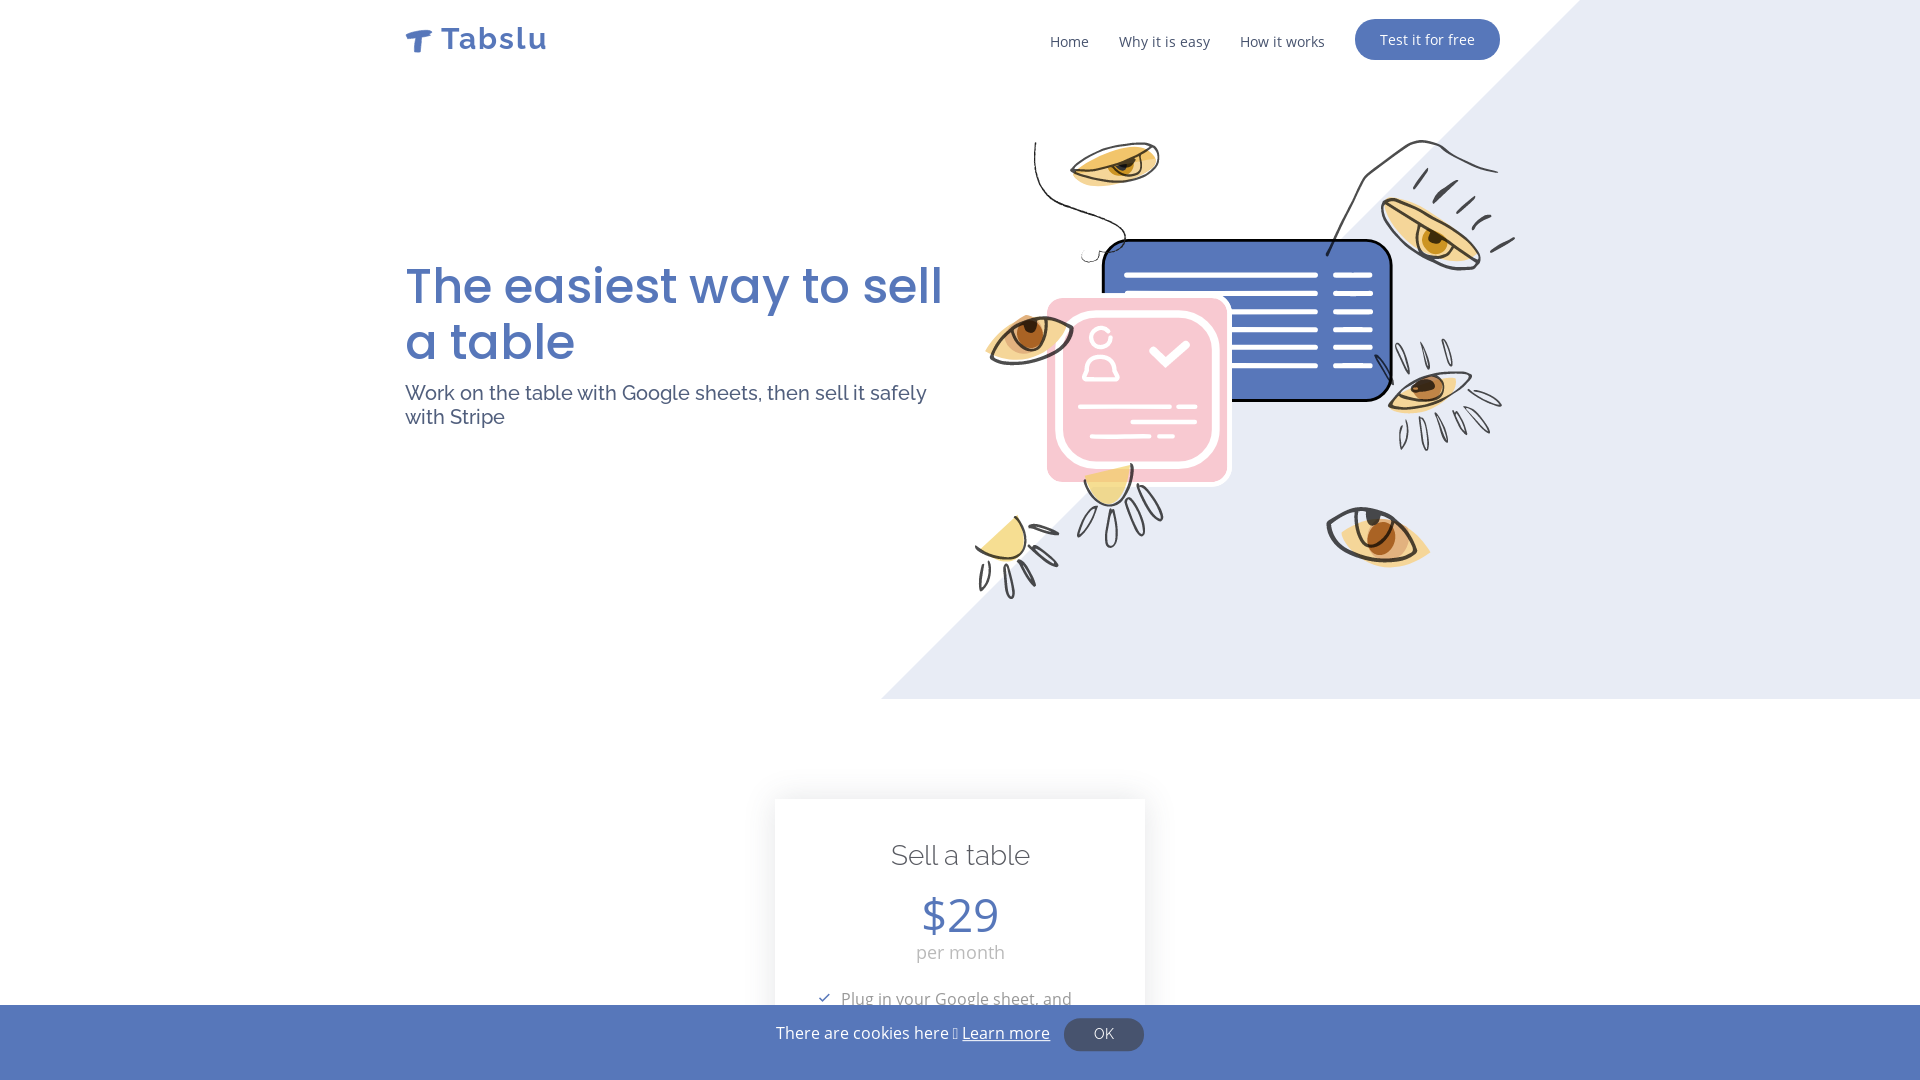 Tabslu
Home
Why it is easy
How it works
Test it for free
The easiest way to sell
a table
Work on the table with Google sheets, then sell it safely
with Stripe
Sell a table
$29
per month
Plug in your Google sheet, and
There are cookies here Learn more
OK